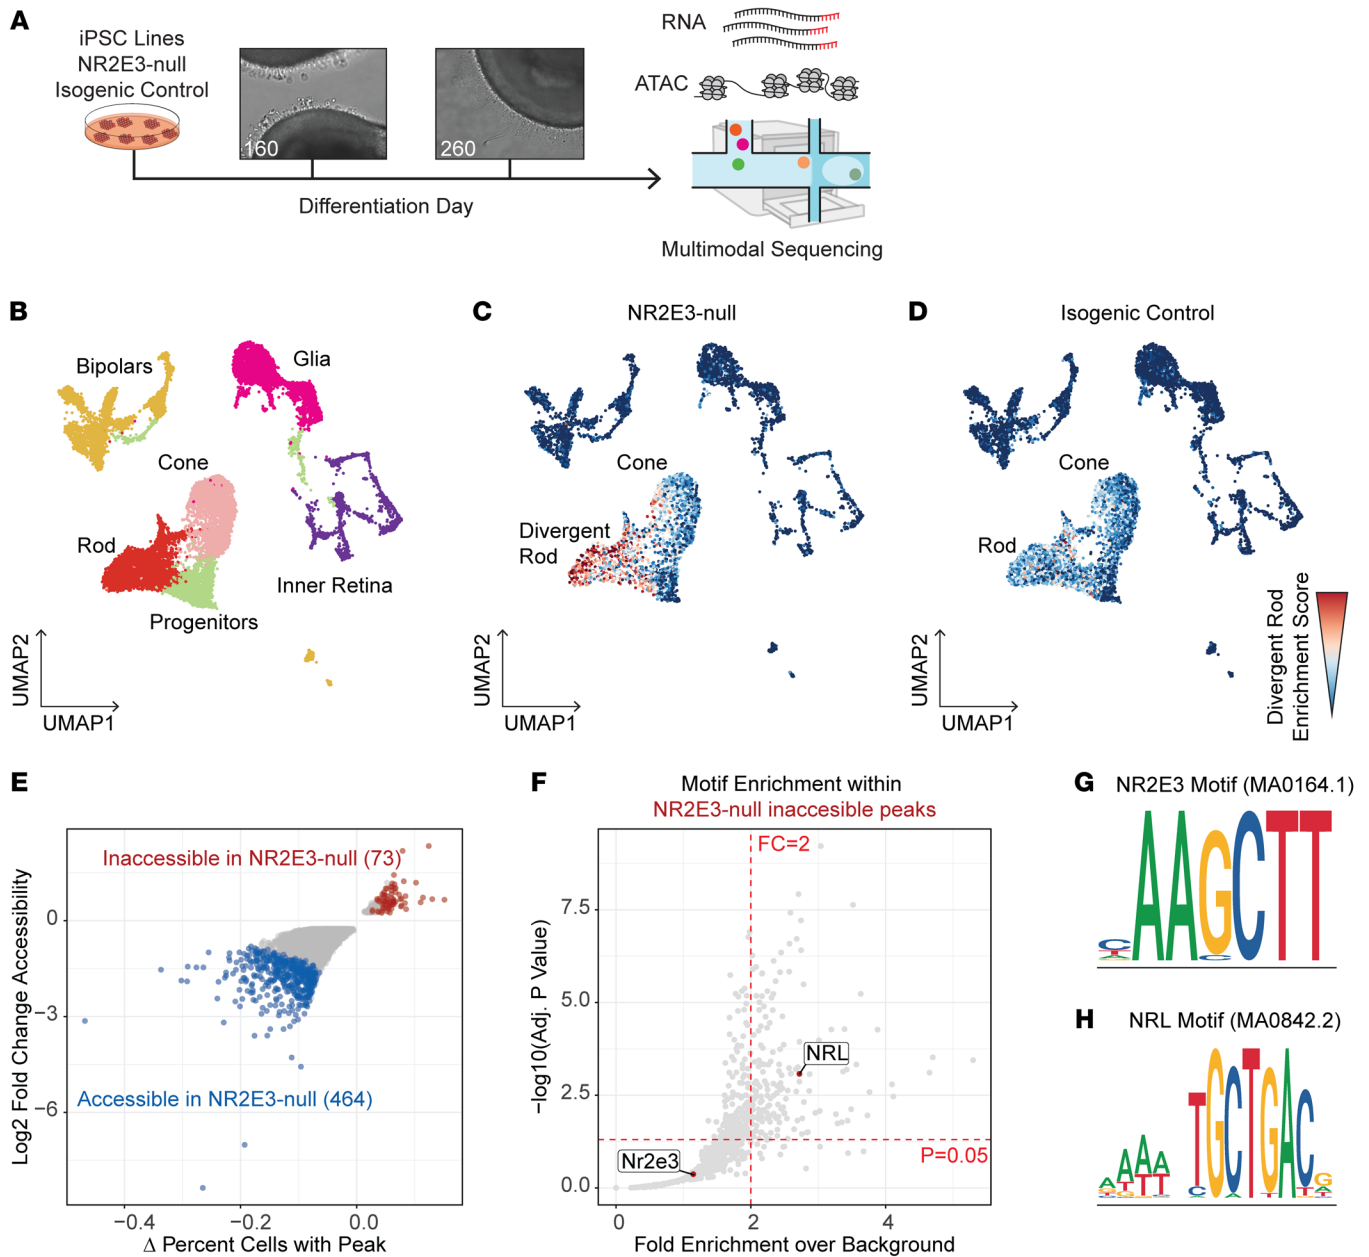 A
iPSC Lines
NR2E3-null
Isogenic Control
160
260
Differentiation Day
RNA
ATAC
Multimodal Sequencing
B
Bipolars
Glia
Cone
Rod
Progenitors
Inner Retina
UMAP2
UMAP1
C
NR2E3-null
Cone
Divergent
Rod
UMAP2
UMAP1
D
Isogenic Control
Cone
Rod
UMAP2
UMAP1
Divergent Rod
Enrichment Score
E
Inaccessible in NR2E3-null (73)
Accessible in NR2E3-null (464)
Log2 Fold Change Accessibility
0
−3
−6
−0.4
−0.2
0.0
Δ Percent Cells with Peak
F
Motif Enrichment within
NR2E3-null inaccesible peaks
FC=2
NRL
Nr2e3
P=0.05
−log10(Adj. P Value)
7.5
5.0
2.5
0.0
0
2
4
Fold Enrichment over Background
G
NR2E3 Motif (MA0164.1)
AAGCTT
H
NRL Motif (MA0842.2)
TGCTGAC